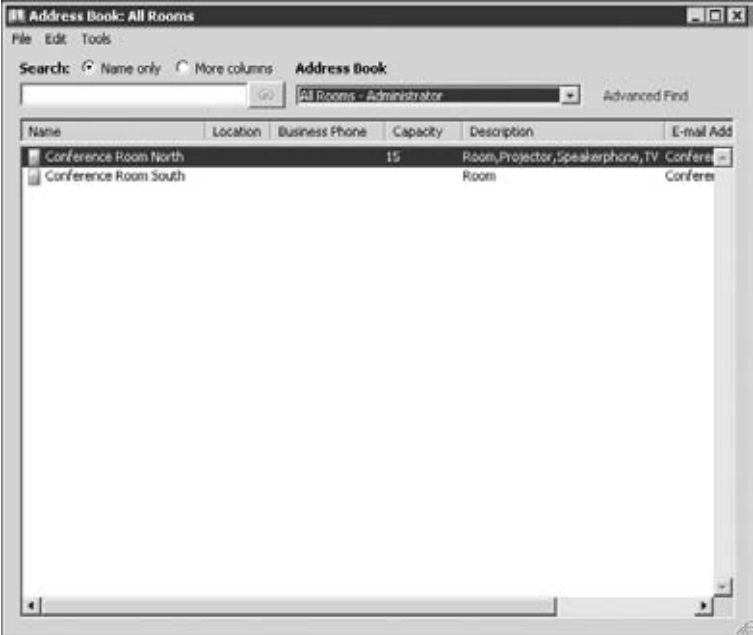 Address Book: All Rooms
File Edit Tools
Search: Name only More columns Address Book
Go All Rooms - Administrator Advanced Find
Name Location Business Phone Capacity Description E-mail Add
Conference Room North 15 Room,Projector,Speakerphone,TV Conferen
Conference Room South Room Conferen